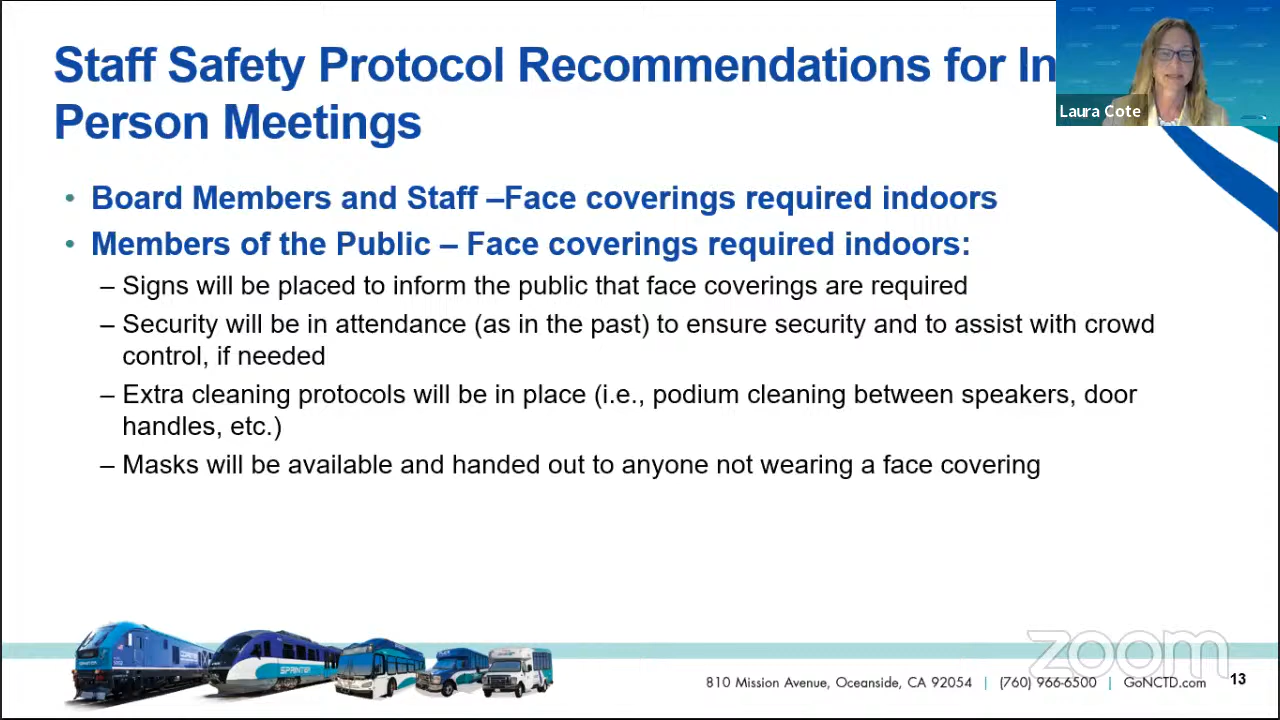 Staff Safety Protocol Recommendations for In
Person Meetings
Laura Cote
• Board Members and Staff –Face coverings required indoors
• Members of the Public – Face coverings required indoors:
– Signs will be placed to inform the public that face coverings are required
– Security will be in attendance (as in the past) to ensure security and to assist with crowd
control, if needed
– Extra cleaning protocols will be in place (i.e., podium cleaning between speakers, door
handles, etc.)
– Masks will be available and handed out to anyone not wearing a face covering
SPRINTER
zoom
810 Mission Avenue, Oceanside, CA 92054 | (760) 966-6500 | GoNCTD.com 13